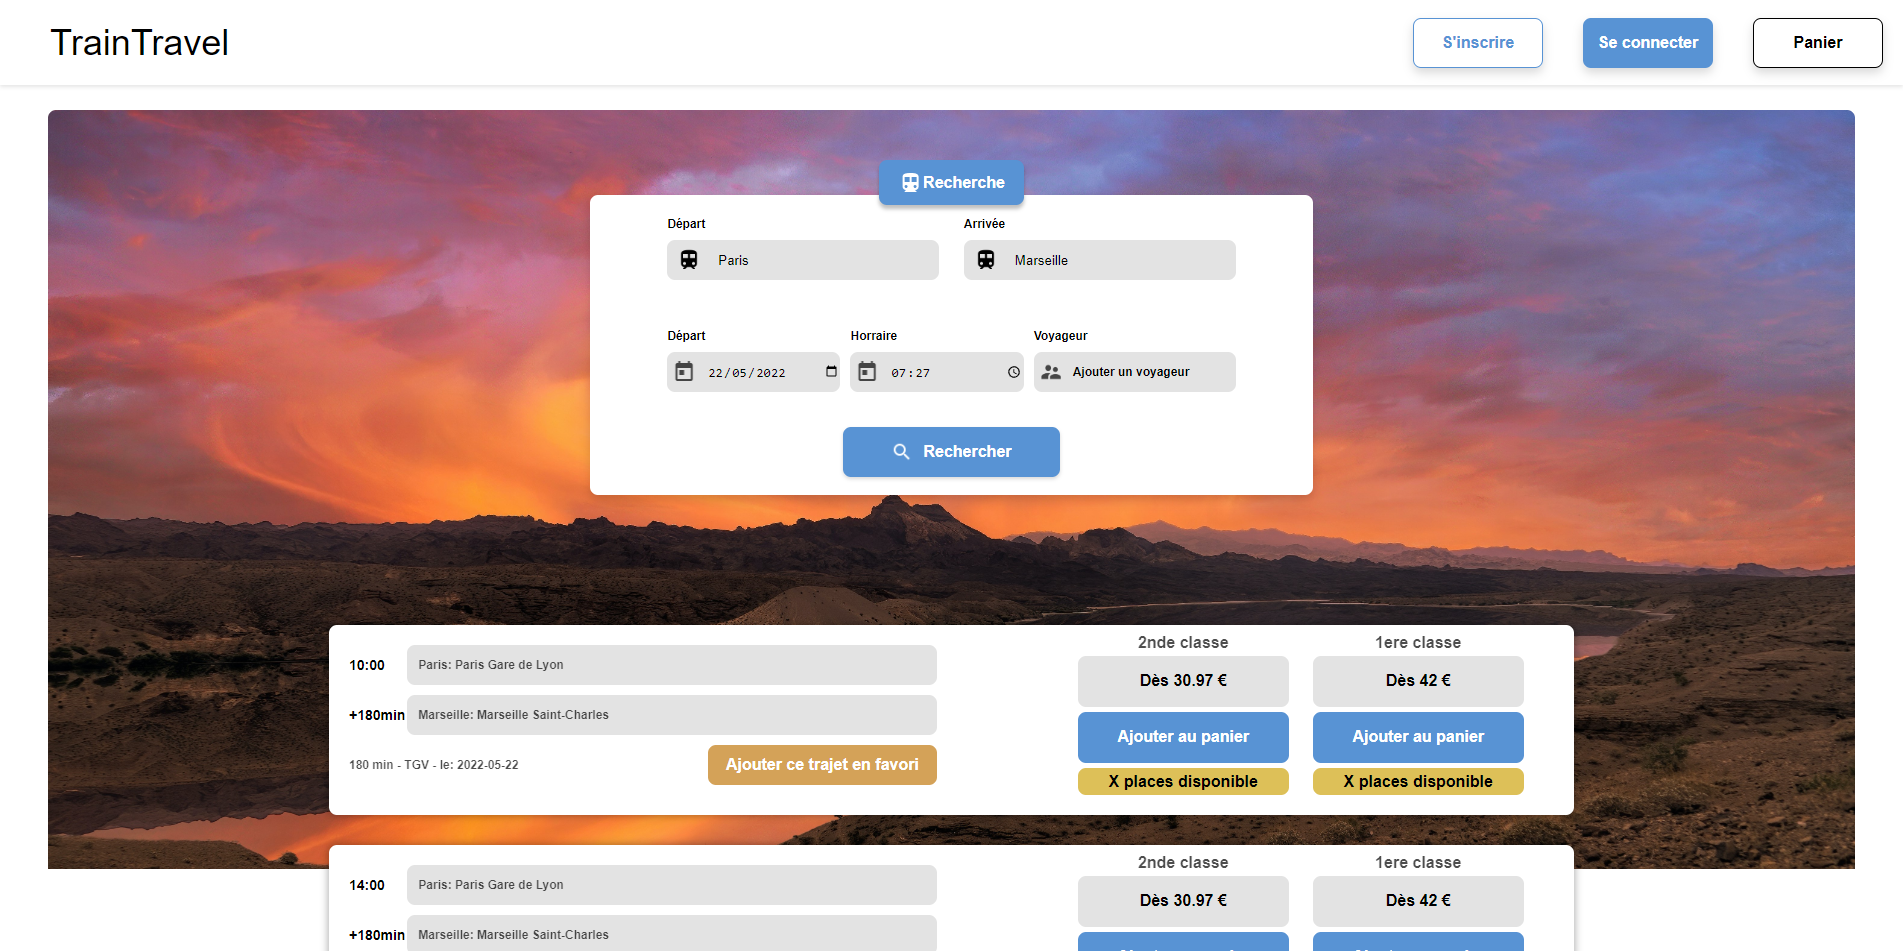 TrainTravel
S'inscrire
Se connecter
Panier
Recherche
Départ
Arrivée
Paris
Marseille
Départ
Horraire
Voyageur
22/05/2022
07:27
Ajouter un voyageur
Rechercher
2nde classe
1ere classe
10:00
Paris: Paris Gare de Lyon
Dès 30.97 €
Dès 42 €
+180min
Marseille: Marseille Saint-Charles
Ajouter au panier
Ajouter au panier
180 min - TGV - le: 2022-05-22
Ajouter ce trajet en favori
X places disponible
X places disponible
2nde classe
1ere classe
14:00
Paris: Paris Gare de Lyon
Dès 30.97 €
Dès 42 €
+180min
Marseille: Marseille Saint-Charles